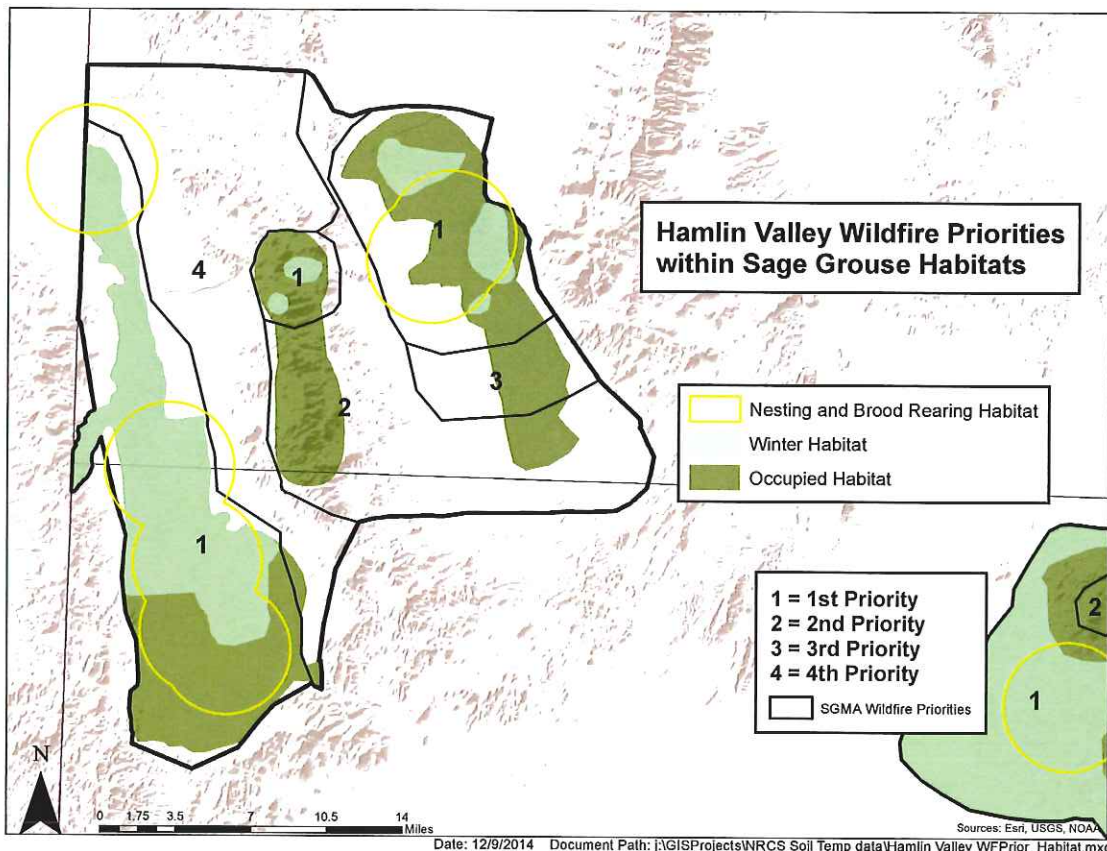 Hamlin Valley Wildfire Priorities
within Sage Grouse Habitats
1
4
1
1
2
3
Nesting and Brood Rearing Habitat
Winter Habitat
Occupied Habitat
1
1 = 1st Priority
2 = 2nd Priority
3 = 3rd Priority
4 = 4th Priority
SGMA Wildfire Priorities
2
1
N
0 1.75 3.5 7 10.5 14
Miles
Sources: Esri, USGS, NOAA
Date: 12/9/2014 Document Path: j:\GISProjects\NRCS Soil Temp data\Hamlin Valley WFPrior_Habitat.mxd